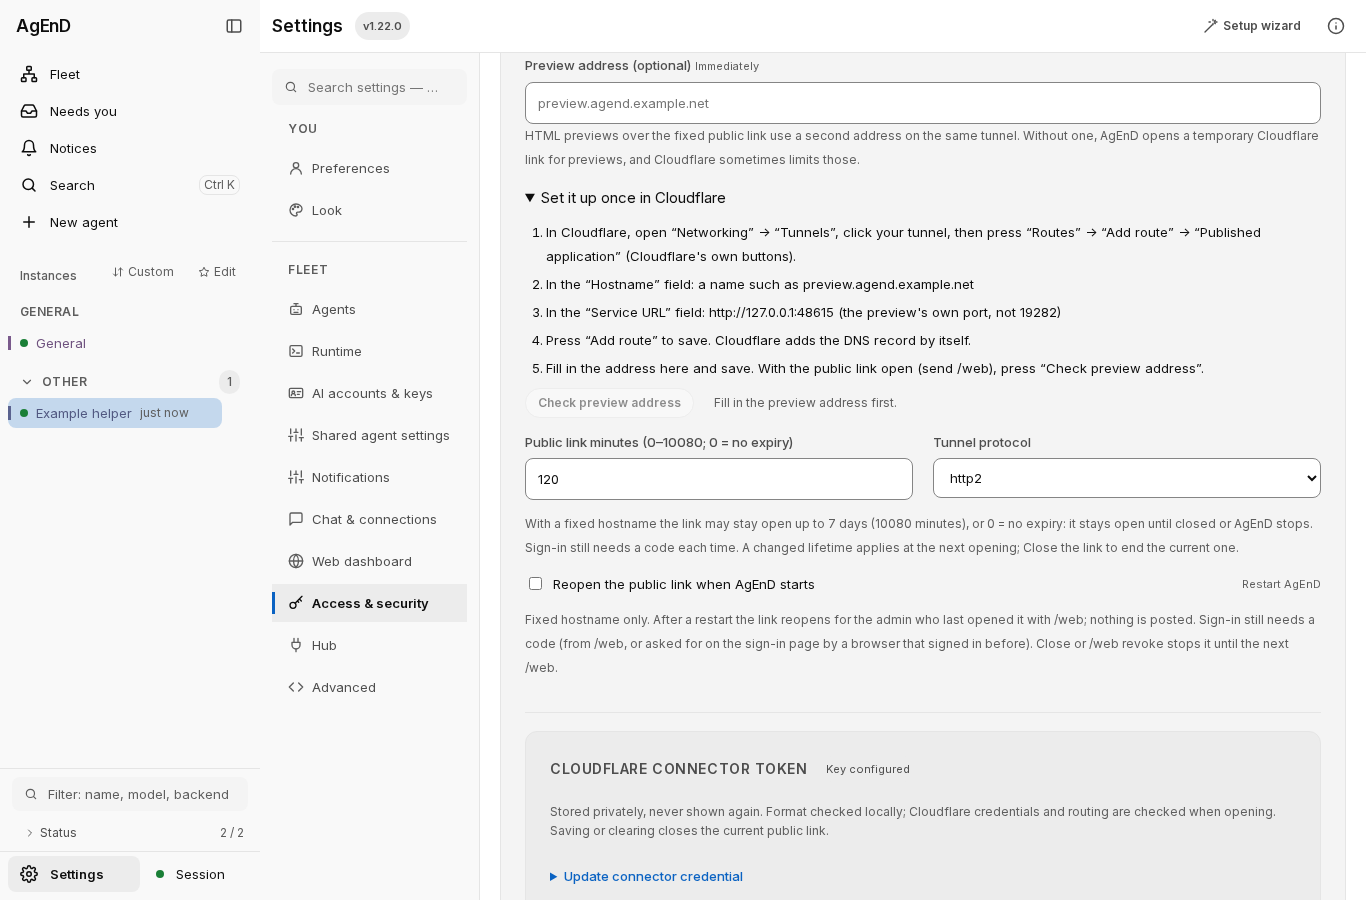 AgEnD
Settings
v1.22.0
Setup wizard
Fleet
Needs you
Notices
Search
Ctrl K
New agent
Instances
Custom
Edit
GENERAL
General
OTHER
1
Example helper
just now
Filter: name, model, backend
Status
2 / 2
Settings
Session
Search settings — …
YOU
Preferences
Look
FLEET
Agents
Runtime
AI accounts & keys
Shared agent settings
Notifications
Chat & connections
Web dashboard
Access & security
Hub
Advanced
Preview address (optional) Immediately
preview.agend.example.net
HTML previews over the fixed public link use a second address on the same tunnel. Without one, AgEnD opens a temporary Cloudflare
link for previews, and Cloudflare sometimes limits those.
Set it up once in Cloudflare
1. In Cloudflare, open “Networking” → “Tunnels”, click your tunnel, then press “Routes” → “Add route” → “Published
application” (Cloudflare's own buttons).
2. In the “Hostname” field: a name such as preview.agend.example.net
3. In the “Service URL” field: http://127.0.0.1:48615 (the preview's own port, not 19282)
4. Press “Add route” to save. Cloudflare adds the DNS record by itself.
5. Fill in the address here and save. With the public link open (send /web), press “Check preview address”.
Check preview address
Fill in the preview address first.
Public link minutes (0–10080; 0 = no expiry)
Tunnel protocol
120
http2
With a fixed hostname the link may stay open up to 7 days (10080 minutes), or 0 = no expiry: it stays open until closed or AgEnD stops.
Sign-in still needs a code each time. A changed lifetime applies at the next opening; Close the link to end the current one.
Reopen the public link when AgEnD starts
Restart AgEnD
Fixed hostname only. After a restart the link reopens for the admin who last opened it with /web; nothing is posted. Sign-in still needs a
code (from /web, or asked for on the sign-in page by a browser that signed in before). Close or /web revoke stops it until the next
/web.
CLOUDFLARE CONNECTOR TOKEN
Key configured
Stored privately, never shown again. Format checked locally; Cloudflare credentials and routing are checked when opening.
Saving or clearing closes the current public link.
Update connector credential